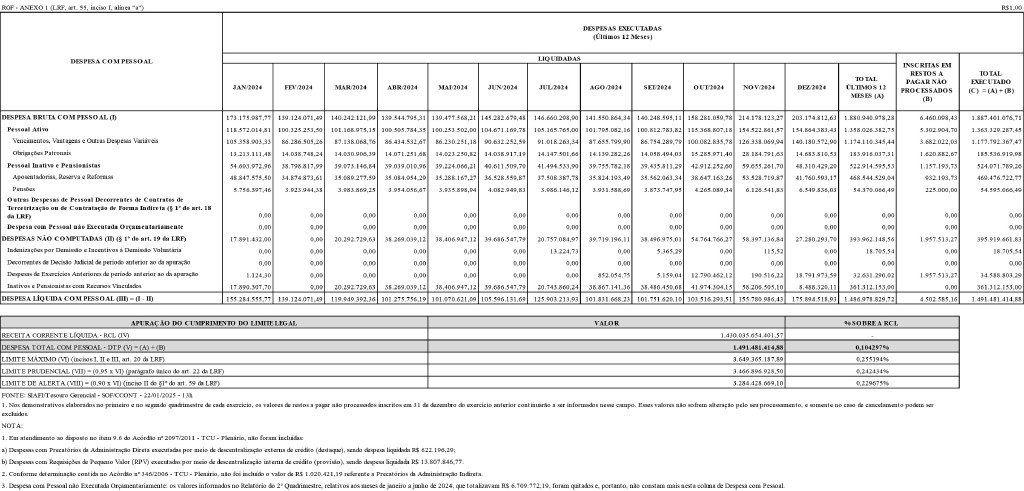 RGF - ANEXO 1 (LRF, art. 55, inciso I, alínea "a") R$1,00
DESPESA COM PESSOAL
DESPESAS EXECUTADAS
(Últimos 12 Meses)
LIQUIDADAS
INSCRITAS EM RESTOS A PAGAR NÃO PROCESSADOS (B)
TOTAL EXECUTADO (C) = (A) + (B)
JAN/2024 FEV/2024 MAR/2024 ABR/2024 MAI/2024 JUN/2024 JUL/2024 AGO/2024 SET/2024 OUT/2024 NOV/2024 DEZ/2024 TOTAL ÚLTIMOS 12 MESES (A)
DESPESA BRUTA COM PESSOAL (I) 173.175.987,77 139.124.071,49 140.242.121,99 139.544.795,31 139.477.568,21 145.282.679,48 146.660.298,90 141.550.865,34 140.248.595,11 158.281.059,78 214.178.123,27 203.174.812,63 1.880.940.978,28 6.460.098,43 1.887.401.076,71
Pessoal Ativo 118.572.014,81 100.325.253,50 101.168.975,15 100.505.784,35 100.253.502,00 104.671.169,78 105.165.765,00 101.795.082,16 100.812.783,82 115.368.807,18 154.522.861,57 154.864.383,43 1.358.026.382,75 5.302.904,70 1.363.329.287,45
Vencimentos, Vantagens e Outras Despesas Variáveis 105.358.903,33 86.286.505,26 87.138.068,76 86.434.532,67 86.230.251,18 90.632.252,59 91.018.263,34 87.655.799,90 86.754.289,79 100.082.835,78 126.338.069,94 140.180.572,90 1.174.110.345,44 3.682.022,03 1.177.792.367,47
Obrigações Patronais 13.213.111,48 14.038.748,24 14.030.906,39 14.071.251,68 14.023.250,82 14.038.917,19 14.147.501,66 14.139.282,26 14.058.494,03 15.285.971,40 28.184.791,63 14.683.810,53 183.916.037,31 1.620.882,67 185.536.919,98
Pessoal Inativo e Pensionistas 54.603.972,96 38.798.817,99 39.073.146,84 39.039.010,96 39.224.066,21 40.611.509,70 41.494.533,90 39.755.782,18 39.435.811,29 42.912.252,60 59.655.261,70 48.310.429,20 522.914.595,53 1.157.193,73 524.071.789,26
Aposentadorias, Reserva e Reformas 48.847.575,50 34.874.873,61 35.089.277,59 35.084.954,29 35.288.167,27 36.528.559,87 37.508.387,78 35.824.193,49 35.562.063,34 38.647.163,26 53.528.719,87 41.760.593,17 468.544.529,04 932.193,73 469.476.722,77
Pensões 5.756.397,46 3.923.944,38 3.983.869,25 3.954.056,67 3.935.898,94 4.082.949,83 3.986.146,12 3.931.588,69 3.873.747,95 4.265.089,34 6.126.541,83 6.549.836,03 54.370.066,49 225.000,00 54.595.066,49
Outras Despesas de Pessoal Decorrentes de Contratos de
Terceirização ou de Contratação de Forma Indireta (§ 1º do art. 18
da LRF) 0,00 0,00 0,00 0,00 0,00 0,00 0,00 0,00 0,00 0,00 0,00 0,00 0,00 0,00 0,00
Despesa com Pessoal não Executada Orçamentariamente 0,00 0,00 0,00 0,00 0,00 0,00 0,00 0,00 0,00 0,00 0,00 0,00 0,00 0,00 0,00
DESPESAS NÃO COMPUTADAS (II) (§ 1º do art. 19 da LRF) 17.891.432,00 0,00 20.292.729,63 38.269.039,12 38.406.947,12 39.686.547,79 20.757.084,97 39.719.196,11 38.496.975,01 54.764.766,27 58.397.136,84 27.280.293,70 393.962.148,56 1.957.513,27 395.919.661,83
Indenizações por Demissão e Incentivos à Demissão Voluntária 0,00 0,00 0,00 0,00 0,00 0,00 13.224,73 0,00 5.365,29 0,00 115,52 0,00 18.705,54 0,00 18.705,54
Decorrentes de Decisão Judicial de período anterior ao da apuração 0,00 0,00 0,00 0,00 0,00 0,00 0,00 0,00 0,00 0,00 0,00 0,00 0,00 0,00 0,00
Despesas de Exercícios Anteriores de período anterior ao da apuração 1.124,30 0,00 0,00 0,00 0,00 0,00 0,00 852.054,75 5.159,04 12.790.462,12 190.516,22 18.791.973,59 32.631.290,02 1.957.513,27 34.588.803,29
Inativos e Pensionistas com Recursos Vinculados 17.890.307,70 0,00 20.292.729,63 38.269.039,12 38.406.947,12 39.686.547,79 20.743.860,24 38.867.141,36 38.486.450,68 41.974.304,15 58.206.505,10 8.488.320,11 361.312.153,00 0,00 361.312.153,00
DESPESA LÍQUIDA COM PESSOAL (III) = (I - II) 155.284.555,77 139.124.071,49 119.949.392,36 101.275.756,19 101.070.621,09 105.596.131,69 125.903.213,93 101.831.668,23 101.751.620,10 103.516.293,51 155.780.986,43 175.894.518,93 1.486.978.829,72 4.502.585,16 1.491.481.414,88
APURAÇÃO DO CUMPRIMENTO DO LIMITE LEGAL VALOR % SOBRE A RCL
RECEITA CORRENTE LÍQUIDA - RCL (IV) 1.430.035.654.401,57 -
DESPESA TOTAL COM PESSOAL - DTP (V) = (A) + (B) 1.491.481.414,88 0,104297%
LIMITE MÁXIMO (VI) (incisos I, II e III, art. 20 da LRF) 3.649.365.187,89 0,255194%
LIMITE PRUDENCIAL (VII) = (0,95 x VI) (parágrafo único do art. 22 da LRF) 3.466.896.928,50 0,242434%
LIMITE DE ALERTA (VIII) = (0,90 x VI) (inciso II do §1º do art. 59 da LRF) 3.284.428.669,10 0,229675%
FONTE: SIAFI/Tesouro Gerencial - SOF/CCONT - 22/01/2025 - 13h
1. Nos demonstrativos elaborados no primeiro e no segundo quadrimestre de cada exercício, os valores de restos a pagar não processados inscritos em 31 de dezembro do exercício anterior continuarão a ser informados nesse campo. Esses valores não sofrem alteração pelo seu processamento, e somente no caso de cancelamento podem ser
excluídos.
NOTA:
1. Em atendimento ao disposto no item 9.6 do Acórdão nº 2097/2011 - TCU - Plenário, não foram incluídas:
a) Despesas com Precatórios da Administração Direta executadas por meio de descentralização externa de crédito (destaque), sendo despesa liquidada R$ 622.196,29;
b) Despesas com Requisições de Pequeno Valor (RPV) executadas por meio de descentralização interna de crédito (provisão), sendo despesa liquidada R$ 13.807.846,77.
2. Conforme determinação contida no Acórdão nº 346/2006 - TCU - Plenário, não foi incluído o valor de R$ 1.020.421,19 referente a Precatórios da Administração Indireta.
3. Despesa com Pessoal não Executada Orçamentariamente: os valores informados no Relatório do 2º Quadrimestre, relativos aos meses de janeiro a junho de 2024, que totalizavam R$ 6.709.772,19, foram quitados e, portanto, não constam mais nesta coluna de Despesa com Pessoal.